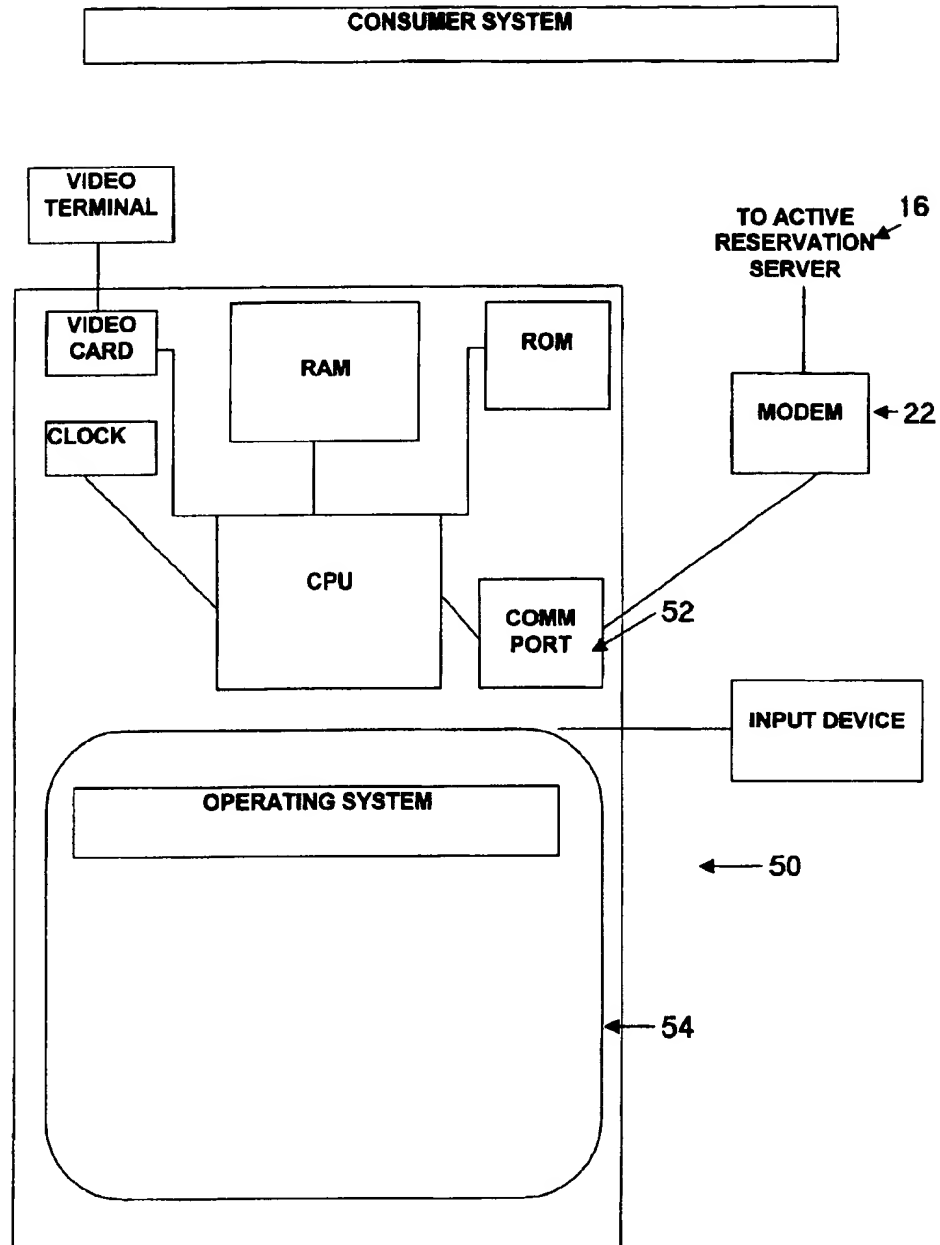 CONSUMER SYSTEM
VIDEO
TERMINAL
TO ACTIVE
RESERVATION
SERVER
16
VIDEO
CARD
RAM
ROM
MODEM
22
CLOCK
CPU
COMM
PORT
52
INPUT DEVICE
OPERATING SYSTEM
50
54